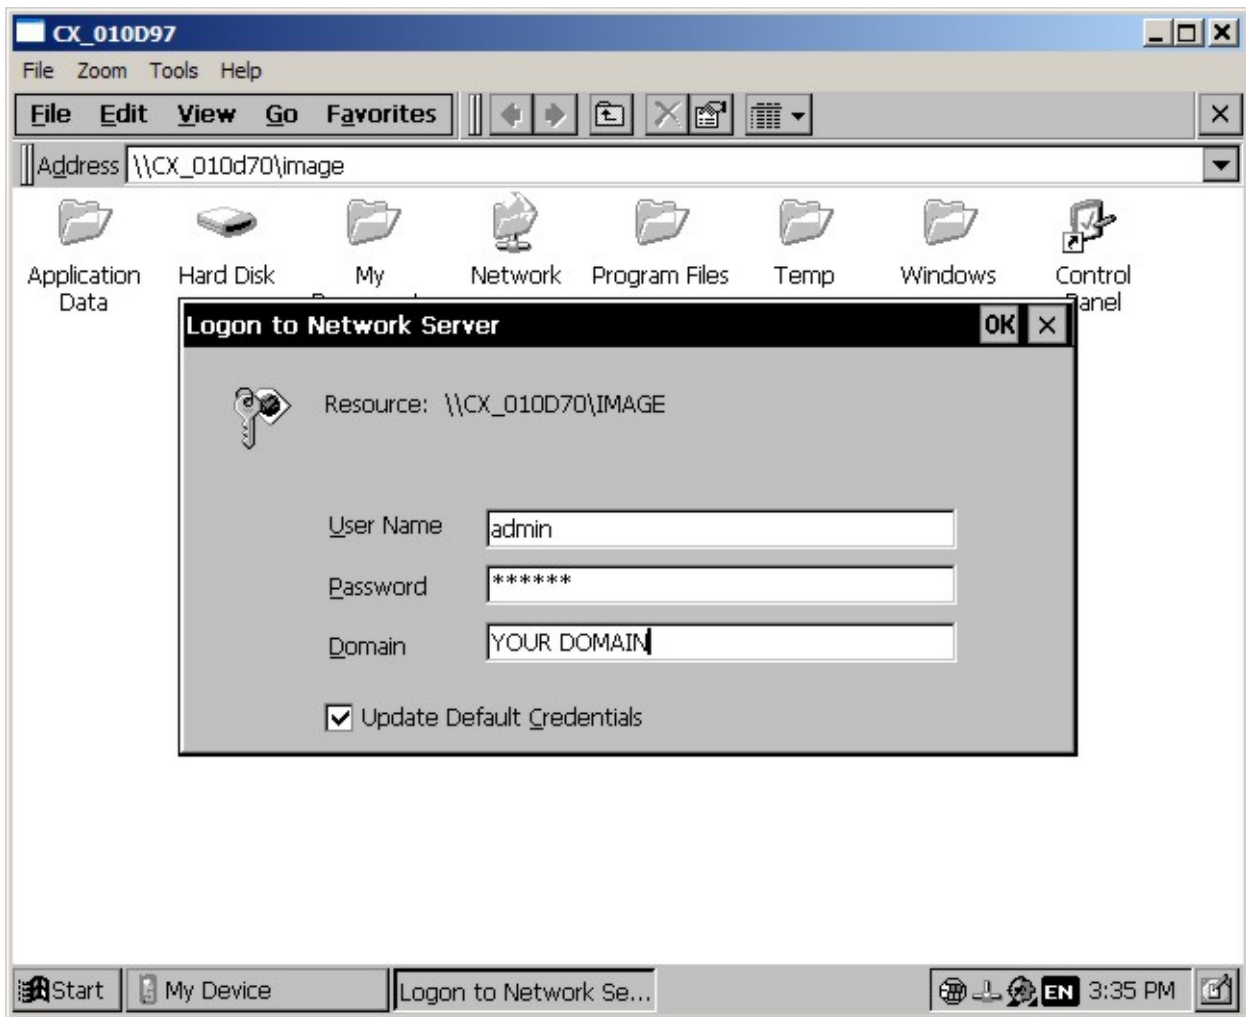 CX_010D97
File Zoom Tools Help
File Edit View Go Favorites
Address \\CX_010d70\image
Application Data
Hard Disk
My
Network
Program Files
Temp
Windows
Control Panel
Logon to Network Server OK
Resource: \\CX_010D70\IMAGE
User Name admin
Password ******
Domain YOUR DOMAIN
Update Default Credentials
Start My Device Logon to Network Se... EN 3:35 PM